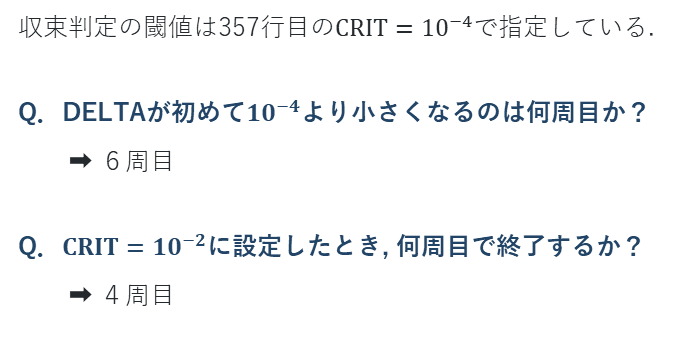 収束判定の閾値は357行目のCRIT = 10⁻⁴で指定している.
Q. DELTAが初めて10⁻⁴より小さくなるのは何周目か?
➡ 6周目
Q. CRIT = 10⁻²に設定したとき, 何周目で終了するか?
➡ 4周目